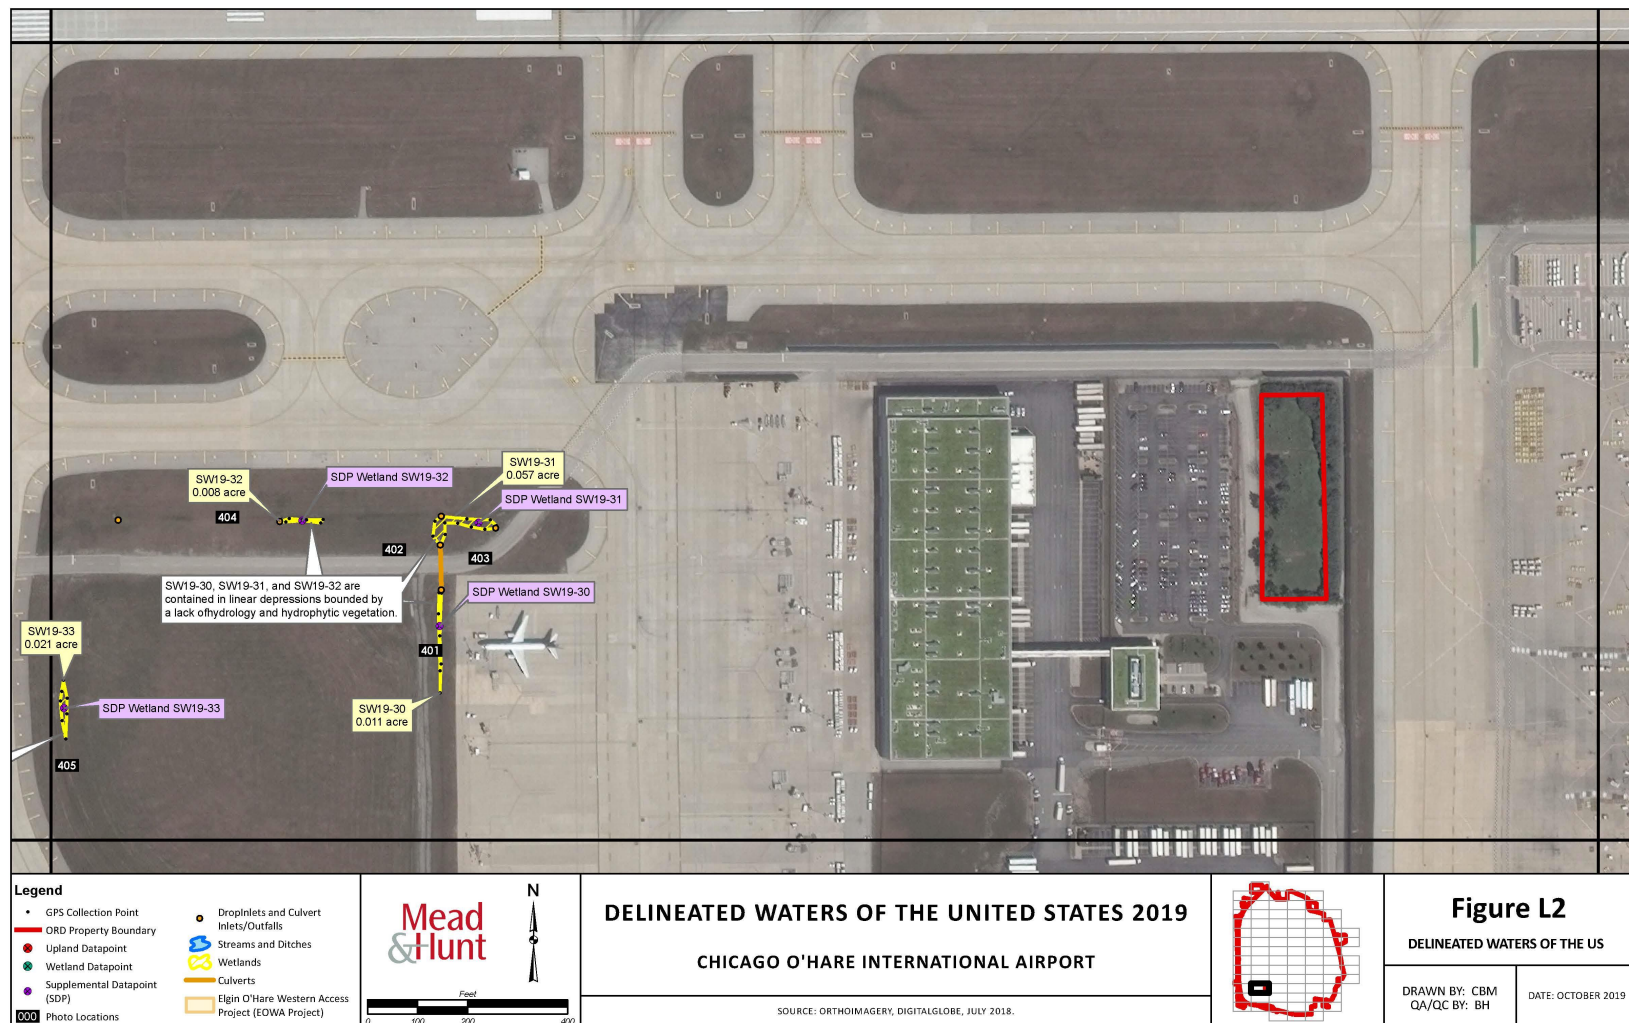 SW19-31
0.057 acre
SW19-32
0.008 acre
SDP Wetland SW19-32
SDP Wetland SW19-31
404
402
403
SW19-30, SW19-31, and SW19-32 are
contained in linear depressions bounded by
a lack ofhydrology and hydrophytic vegetation.
SDP Wetland SW19-30
SW19-33
0.021 acre
401
SDP Wetland SW19-33
SW19-30
0.011 acre
405
Legend
GPS Collection Point
ORD Property Boundary
Upland Datapoint
Wetland Datapoint
Supplemental Datapoint
(SDP)
000 Photo Locations
DropInlets and Culvert
Inlets/Outfalls
Streams and Ditches
Wetlands
Culverts
Elgin O'Hare Western Access
Project (EOWA Project)
Mead
&Hunt
N
Feet
0 100 200 400
DELINEATED WATERS OF THE UNITED STATES 2019
CHICAGO O'HARE INTERNATIONAL AIRPORT
SOURCE: ORTHOIMAGERY, DIGITALGLOBE, JULY 2018.
Figure L2
DELINEATED WATERS OF THE US
DRAWN BY: CBM
QA/QC BY: BH
DATE: OCTOBER 2019